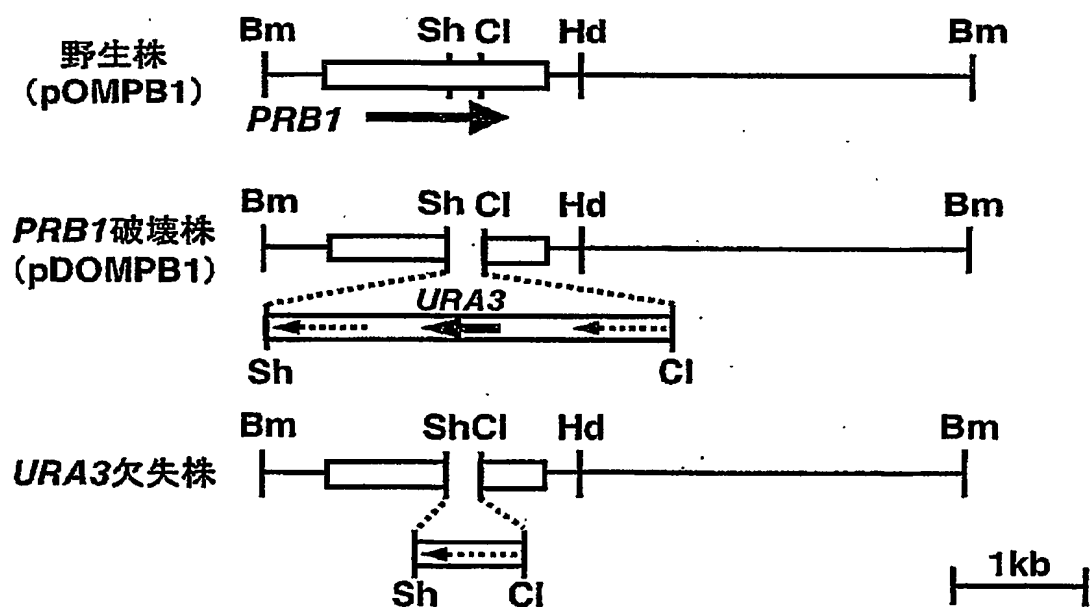 Bm Sh Cl Hd Bm
野生株
(pOMPB1)
PRB1
Bm Sh Cl Hd Bm
PRB1破壊株
(pDOMPB1)
URA3
Sh Cl
Bm ShCl Hd Bm
URA3欠失株
1kb
Sh Cl